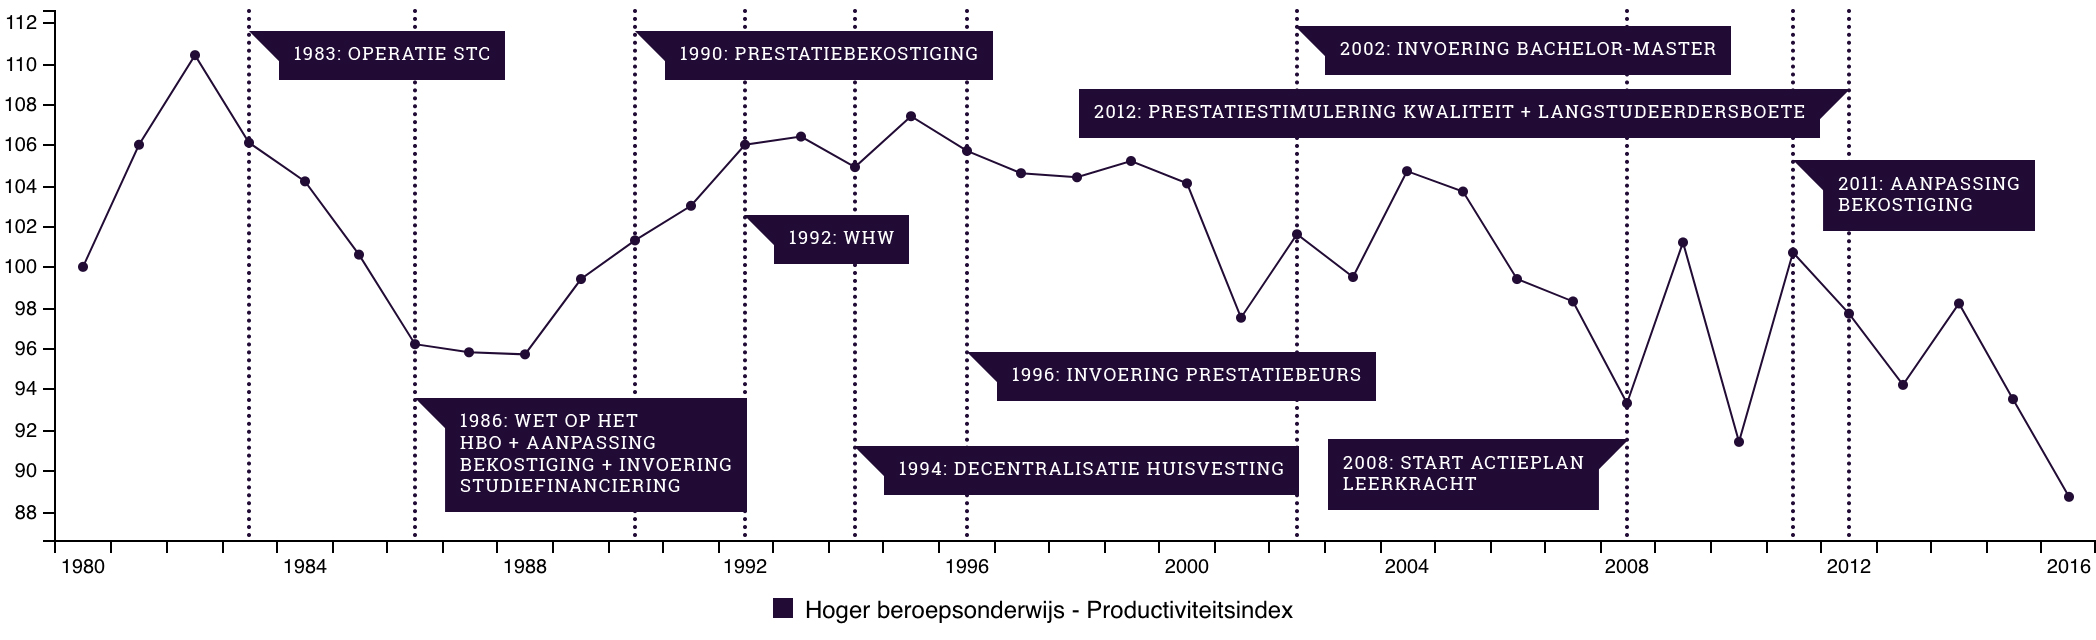 112
110
108
106
104
102
100
98
96
94
92
90
88
1983: OPERATIE STC
1990: PRESTATIEBEKOSTIGING
2002: INVOERING BACHELOR-MASTER
2012: PRESTATIESTIMULERING KWALITEIT + LANGSTUDEERDERSBOETE
2011: AANPASSING
BEKOSTIGING
1992: WHW
1996: INVOERING PRESTATIEBEURS
1986: WET OP HET
HBO + AANPASSING
BEKOSTIGING + INVOERING
STUDIEFINANCIERING
1994: DECENTRALISATIE HUISVESTING
2008: START ACTIEPLAN
LEERKRACHT
1980 1984 1988 1992 1996 2000 2004 2008 2012 2016
Hoger beroepsonderwijs - Productiviteitsindex